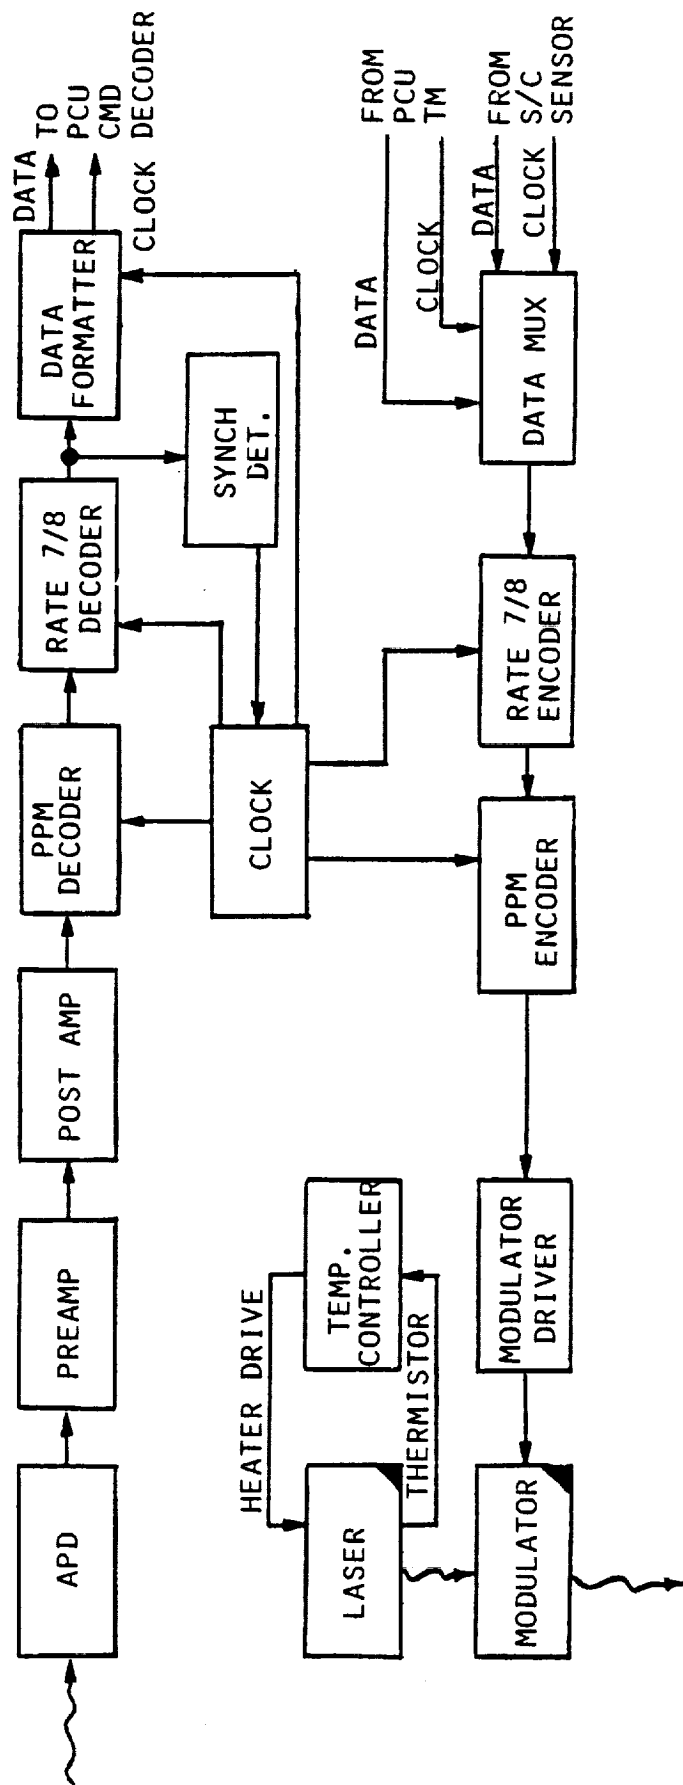 APD
PREAMP
POST AMP
PPM
DECODER
RATE 7/8
DECODER
DATA
FORMATTER
DATA
TO
PCU
CMD
CLOCK DECODER
SYNCH
DET.
CLOCK
HEATER DRIVE
TEMP.
CONTROLLER
THERMISTOR
LASER
MODULATOR
MODULATOR
DRIVER
PPM
ENCODER
RATE 7/8
ENCODER
DATA MUX
DATA
CLOCK
FROM
PCU
TM
DATA
CLOCK
FROM
S/C
SENSOR